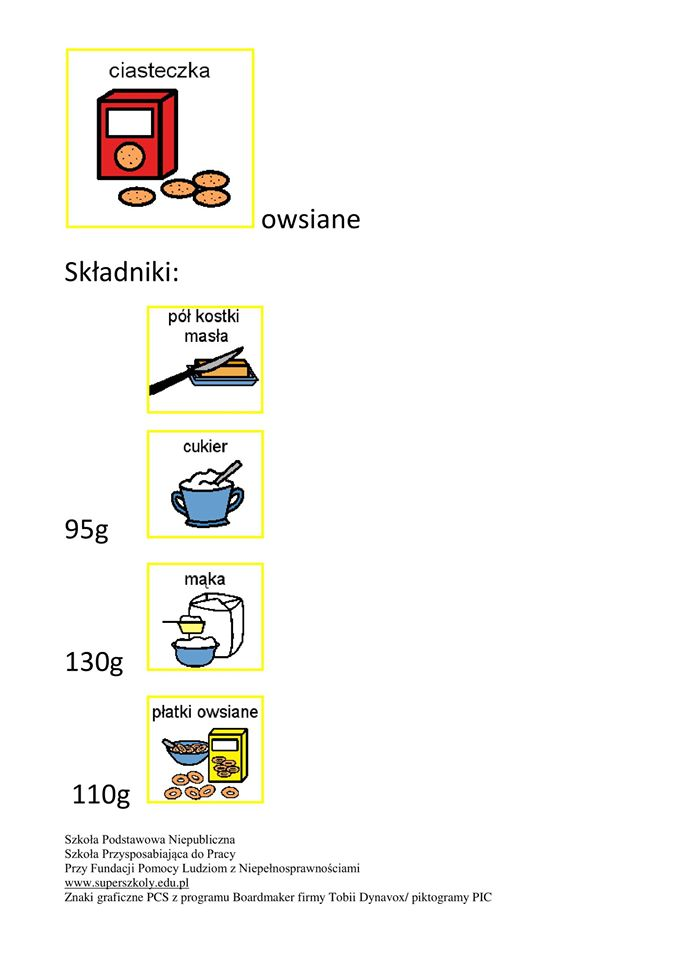 ciasteczka
owsiane
Składniki:
pół kostki
masła
cukier
95g
mąka
130g
płatki owsiane
110g
Szkoła Podstawowa Niepubliczna
Szkoła Przysposabiająca do Pracy
Przy Fundacji Pomocy Ludziom z Niepełnosprawnościami
www.superszkoly.edu.pl
Znaki graficzne PCS z programu Boardmaker firmy Tobii Dynavox/ piktogramy PIC